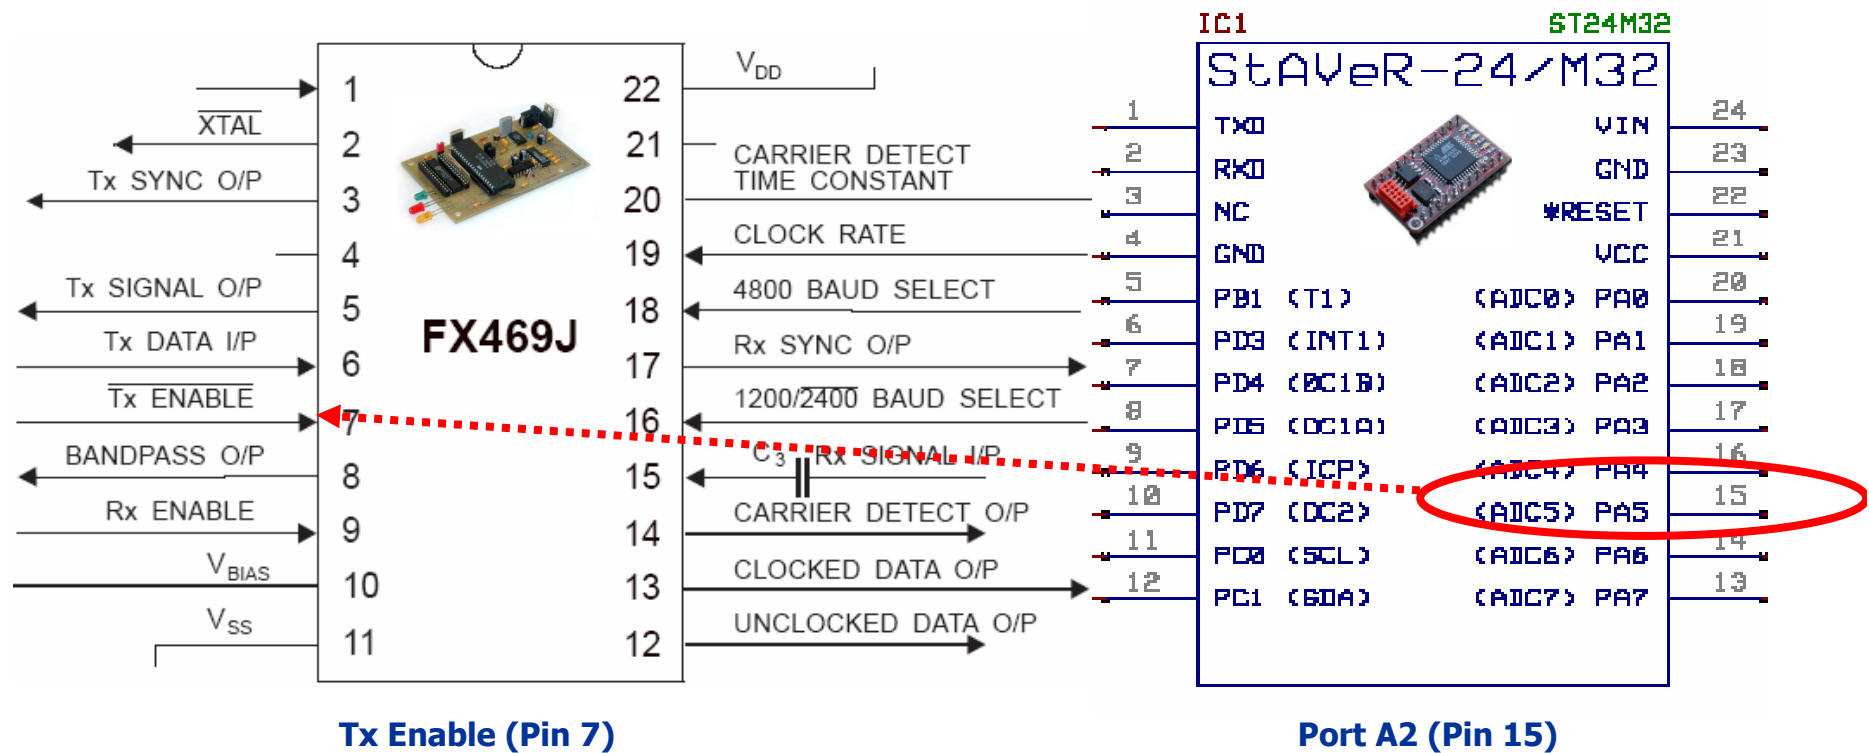 IC1 ST24M32
StAVeR-24/M32
V_DD
1 22
XTAL
2 21
CARRIER DETECT
TIME CONSTANT
Tx SYNC O/P
3 20
CLOCK RATE
4 19
Tx SIGNAL O/P
4800 BAUD SELECT
5 18
FX469J
Tx DATA I/P
Rx SYNC O/P
6 17
Tx ENABLE
1200/2400 BAUD SELECT
7 16
BANDPASS O/P
C3 Rx SIGNAL I/P
8 15
Rx ENABLE
CARRIER DETECT O/P
9 14
V_BIAS
CLOCKED DATA O/P
10 13
V_SS
UNCLOCKED DATA O/P
11 12
1 TXD VIN 24
2 RXD GND 23
3 NC *RESET 22
4 GND VCC 21
5 PB1 (T1) (ADC0) PA0 20
6 PD3 (INT1) (ADC1) PA1 19
7 PD4 (OC1B) (ADC2) PA2 18
8 PD5 (OC1A) (ADC3) PA3 17
9 PD6 (ICP) (ADC4) PA4 16
10 PD7 (OC2) (ADC5) PA5 15
11 PC0 (SCL) (ADC6) PA6 14
12 PC1 (SDA) (ADC7) PA7 13
Tx Enable (Pin 7) Port A2 (Pin 15)